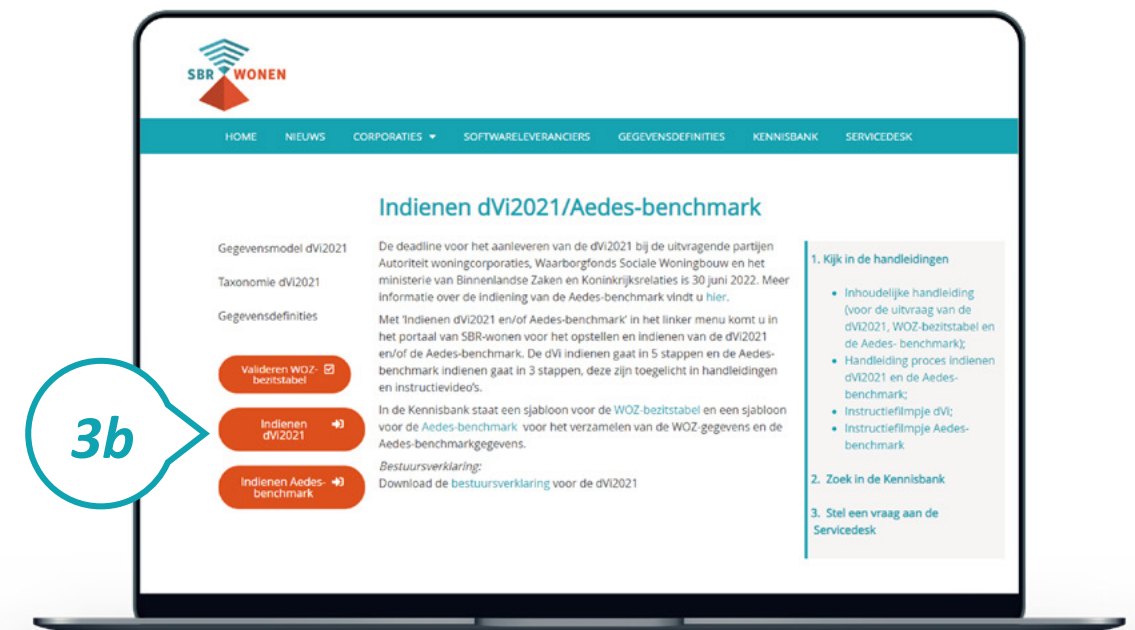 SBR WONEN
HOME NIEUWS CORPORATIES SOFTWARELEVERANCIERS GEGEVENSDEFINITIES KENNISBANK SERVICEDESK
Indienen dVi2021/Aedes-benchmark
Gegevensmodel dVi2021
Taxonomie dVi2021
Gegevensdefinities
Valideren WOZ-
bezitstabel
Indienen
dVi2021
Indienen Aedes-
benchmark
3b
De deadline voor het aanleveren van de dVi2021 bij de uitvragende partijen
Autoriteit woningcorporaties, Waarborgfonds Sociale Woningbouw en het
ministerie van Binnenlandse Zaken en Koninkrijksrelaties is 30 juni 2022. Meer
informatie over de indiening van de Aedes-benchmark vindt u hier.
Met 'Indienen dVi2021 en/of Aedes-benchmark' in het linker menu komt u in
het portaal van SBR-wonen voor het opstellen en indienen van de dVi2021
en/of de Aedes-benchmark. De dVi indienen gaat in 5 stappen en de Aedes-
benchmark indienen gaat in 3 stappen, deze zijn toegelicht in handleidingen
en instructievideo's.
In de Kennisbank staat een sjabloon voor de WOZ-bezitstabel en een sjabloon
voor de Aedes-benchmark voor het verzamelen van de WOZ-gegevens en de
Aedes-benchmarkgegevens.
Bestuursverklaring:
Download de bestuursverklaring voor de dVi2021
1. Kijk in de handleidingen
• Inhoudelijke handleiding
(voor de uitvraag van de
dVi2021, WOZ-bezitstabel en
de Aedes- benchmark);
• Handleiding proces indienen
dVi2021 en de Aedes-
benchmark;
• Instructiefilmpje dVi;
• Instructiefilmpje Aedes-
benchmark
2. Zoek in de Kennisbank
3. Stel een vraag aan de
Servicedesk